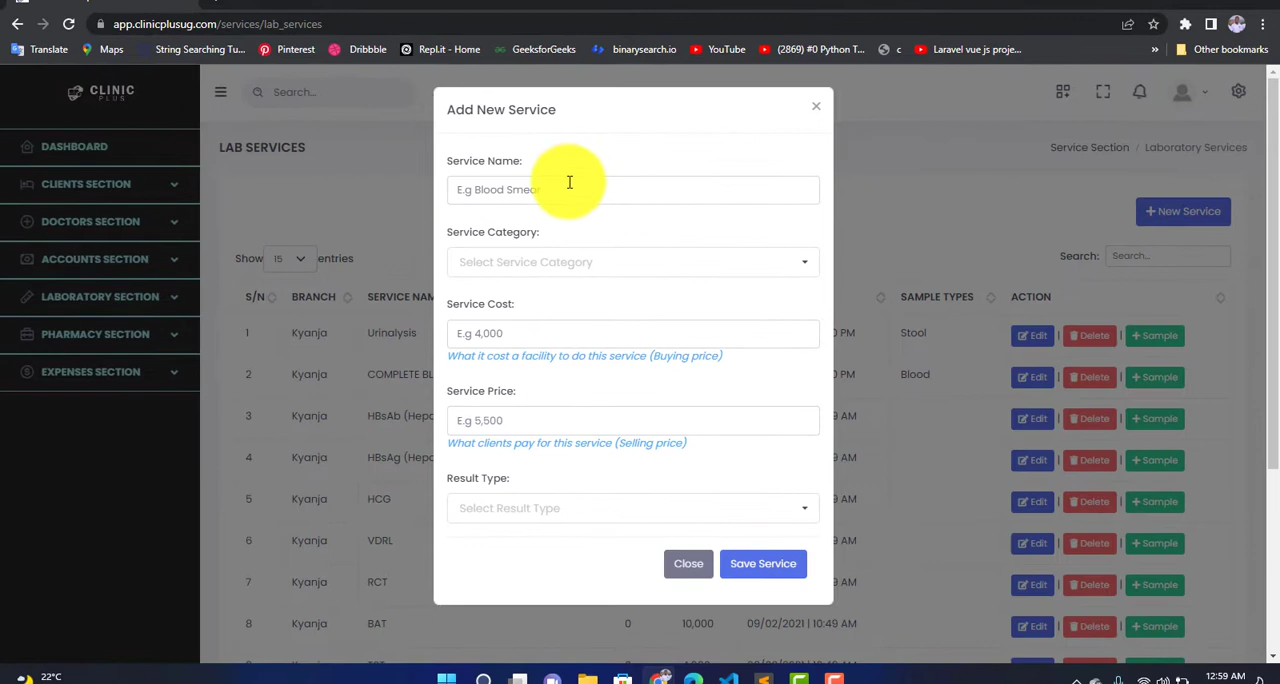 app.clinicplusug.com/services/lab_services
Translate Maps String Searching Tu... Pinterest Dribbble Repl.it - Home GeeksforGeeks binarysearch.io YouTube (2869) #0 Python T... c Laravel vue js proje... » Other bookmarks
CLINIC
PLUS
Search...
DASHBOARD
CLIENTS SECTION
DOCTORS SECTION
ACCOUNTS SECTION
LABORATORY SECTION
PHARMACY SECTION
EXPENSES SECTION
LAB SERVICES
Service Section / Laboratory Services
+ New Service
Show 15 entries
Search: Search...
S/N BRANCH SERVICE NAM SAMPLE TYPES ACTION
1 Kyanja Urinalysis 0 PM Stool Edit | Delete | + Sample
2 Kyanja COMPLETE BL 0 PM Blood Edit | Delete | + Sample
3 Kyanja HBsAb (Hepa 9 AM Edit | Delete | + Sample
4 Kyanja HBsAg (Hep 9 AM Edit | Delete | + Sample
5 Kyanja HCG 9 AM Edit | Delete | + Sample
6 Kyanja VDRL 9 AM Edit | Delete | + Sample
7 Kyanja RCT 9 AM Edit | Delete | + Sample
8 Kyanja BAT 0 10,000 09/02/2021 | 10:49 AM Edit | Delete | + Sample
Add New Service
×
Service Name:
E.g Blood Smear
Service Category:
Select Service Category
Service Cost:
E.g 4,000
What it cost a facility to do this service (Buying price)
Service Price:
E.g 5,500
What clients pay for this service (Selling price)
Result Type:
Select Result Type
Close Save Service
22°C
12:59 AM